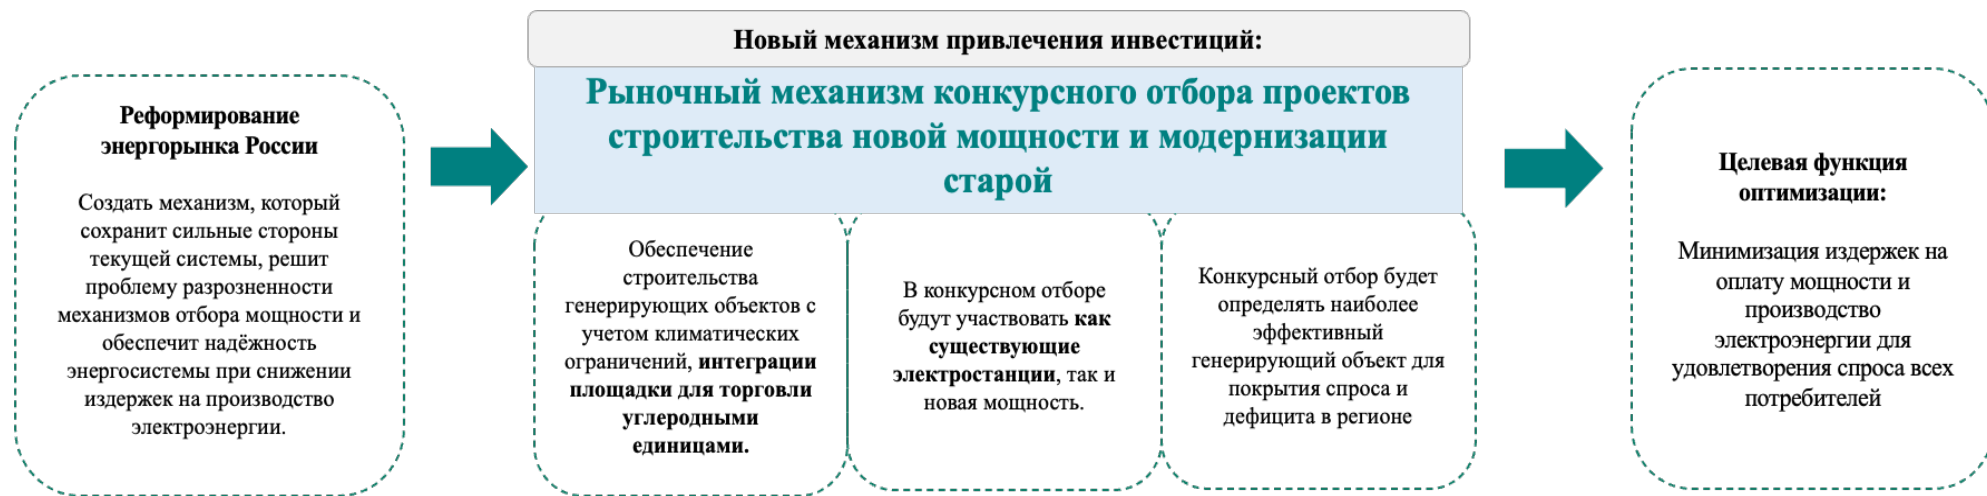 Реформирование
энергорынка России
Создать механизм, который
сохранит сильные стороны
текущей системы, решит
проблему разрозненности
механизмов отбора мощности и
обеспечит надёжность
энергосистемы при снижении
издержек на производство
электроэнергии.
Новый механизм привлечения инвестиций:
Рыночный механизм конкурсного отбора проектов
строительства новой мощности и модернизации
старой
Обеспечение
строительства
генерирующих объектов с
учетом климатических
ограничений, интеграции
площадки для торговли
углеродными
единицами.
В конкурсном отборе
будут участвовать как
существующие
электростанции, так и
новая мощность.
Конкурсный отбор будет
определять наиболее
эффективный
генерирующий объект для
покрытия спроса и
дефицита в регионе
Целевая функция
оптимизации:
Минимизация издержек на
оплату мощности и
производство
электроэнергии для
удовлетворения спроса всех
потребителей